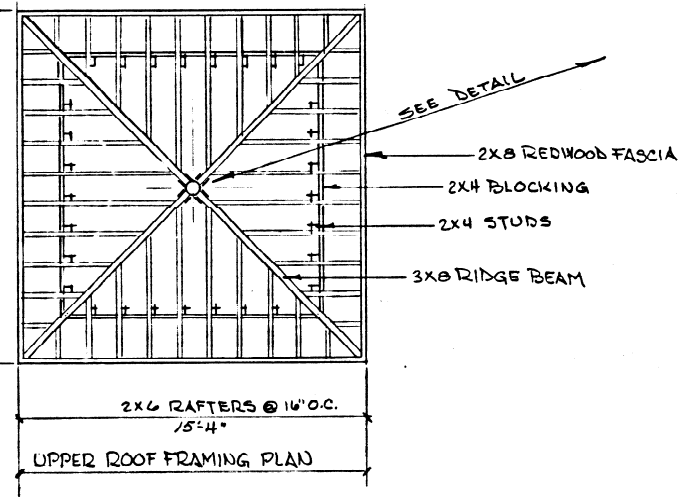 SEE DETAIL
2X8 REDWOOD FASCIA
2X4 BLOCKING
2X4 STUDS
3X8 RIDGE BEAM
2X6 RAFTERS @ 16" O.C.
15'-4"
UPPER ROOF FRAMING PLAN